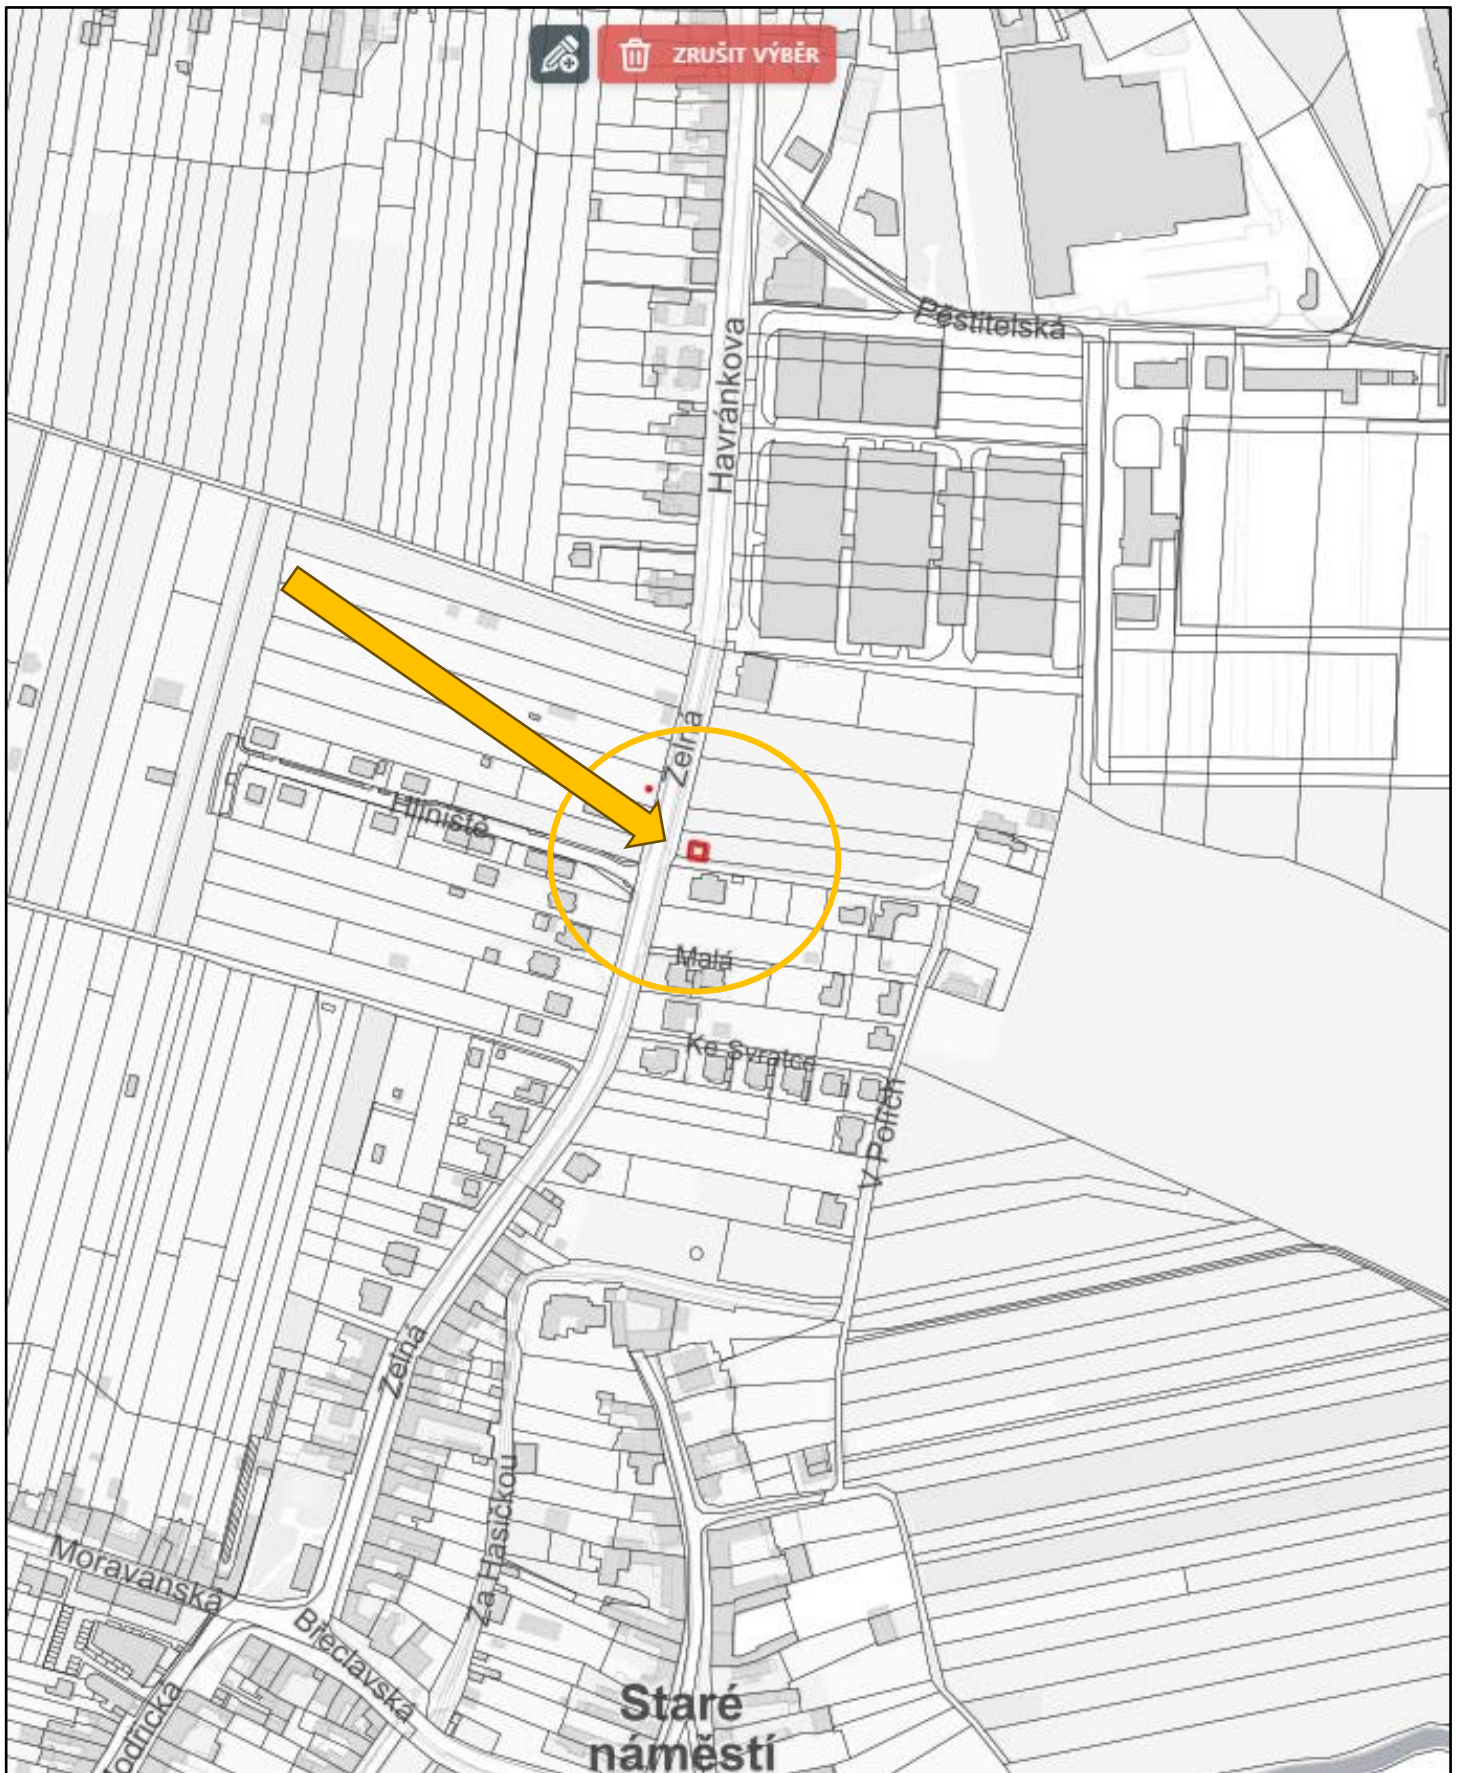 ZRUŠIT VÝBĚR
Pěstitelská
Havránkova
Zelná
Hliniště
Malá
Ke Svratce
V Polích
Zelná
Za Hasičkou
Moravanská
Břeclavská
Staré
náměstí